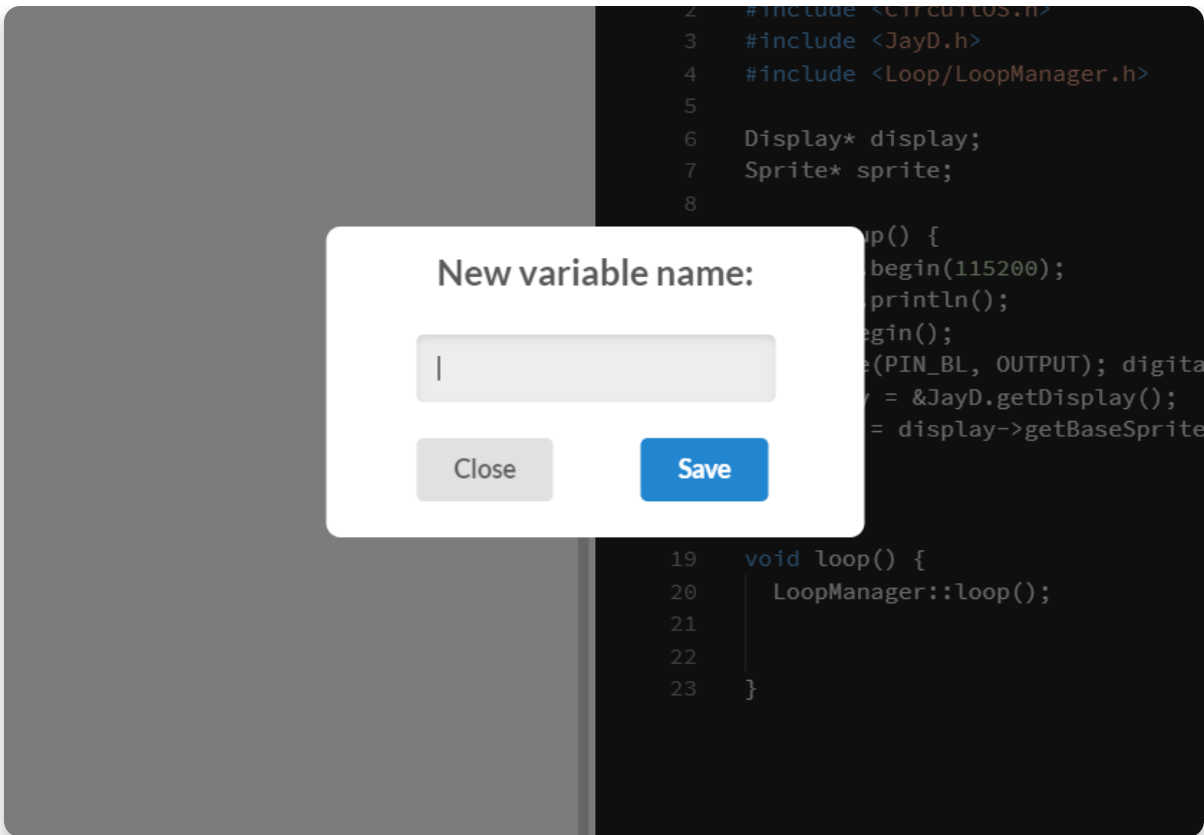 2 #include <CircuitOS.h>
3 #include <JayD.h>
4 #include <Loop/LoopManager.h>
5
6 Display* display;
7 Sprite* sprite;
8
up() {
.begin(115200);
.println();
egin();
e(PIN_BL, OUTPUT); digita
= &JayD.getDisplay();
= display->getBaseSprite
New variable name:
Close Save
19 void loop() {
20 LoopManager::loop();
21
22
23 }